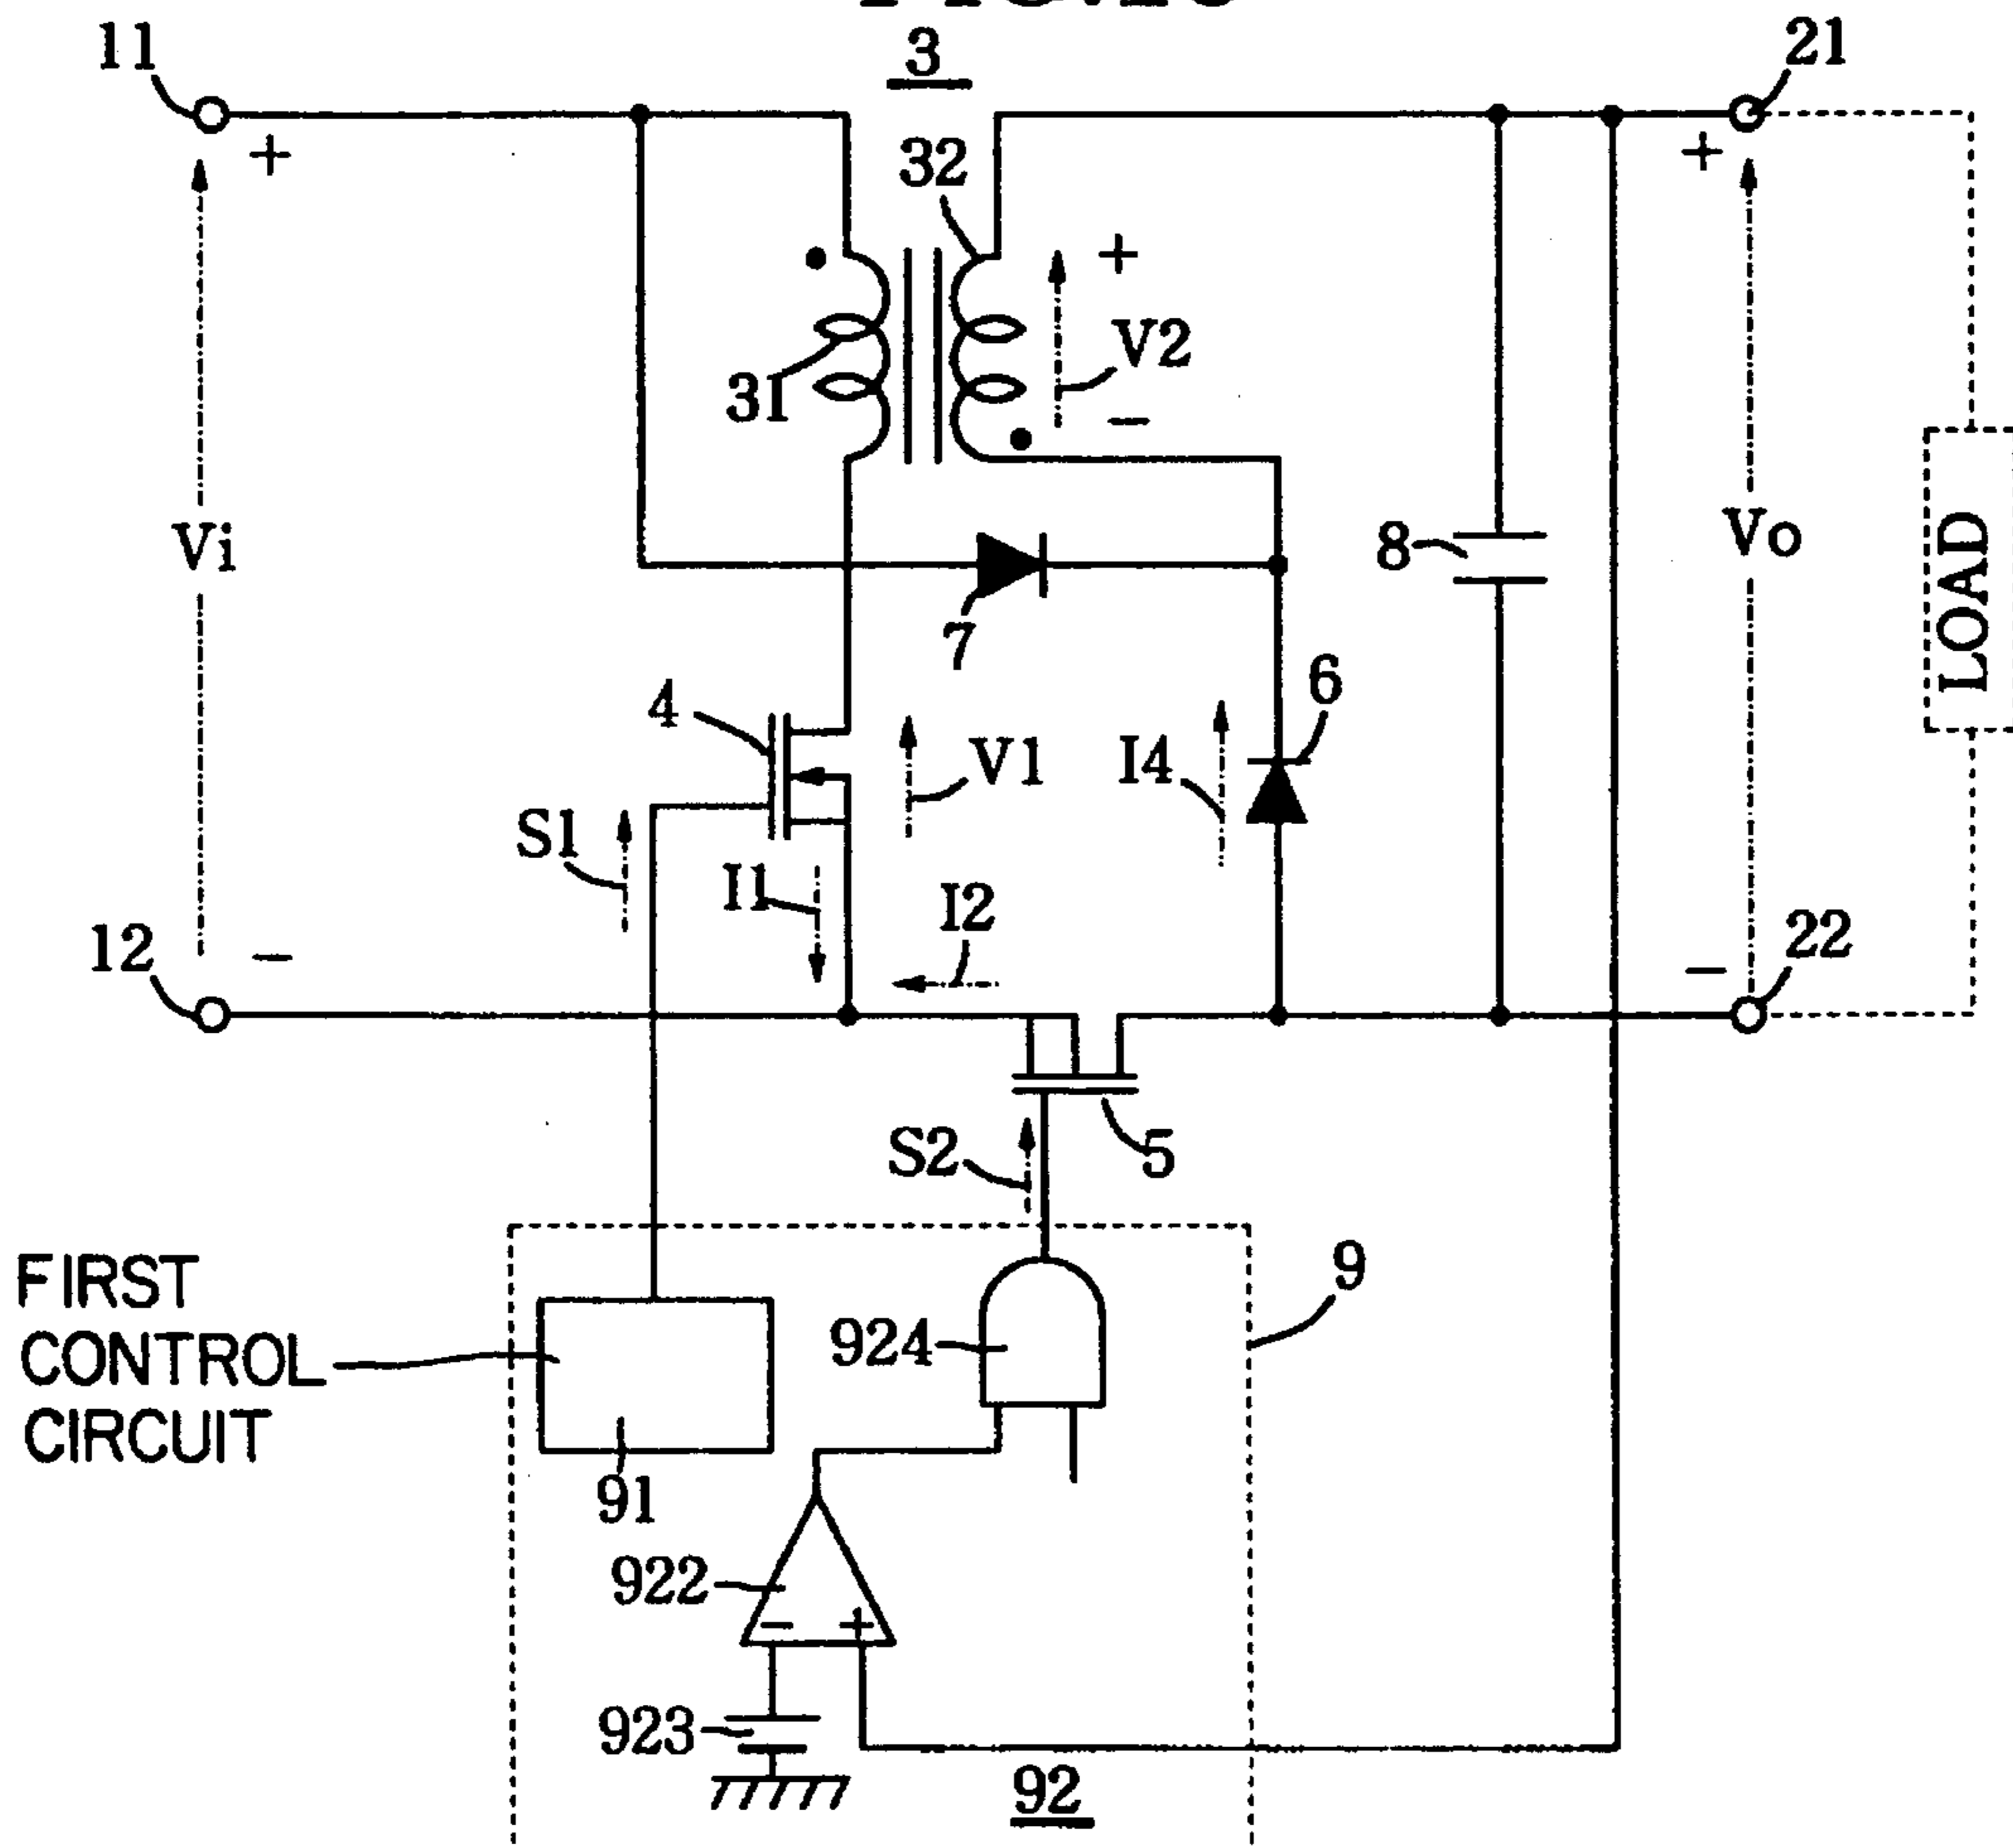 3
11
21
+
+
32
+
V2
31
−
Vi
8
Vo
LOAD
7
4
6
V1
I4
S1
I1
I2
12
−
−
22
S2
5
FIRST
CONTROL
CIRCUIT
9
924
91
922
−
+
923
92